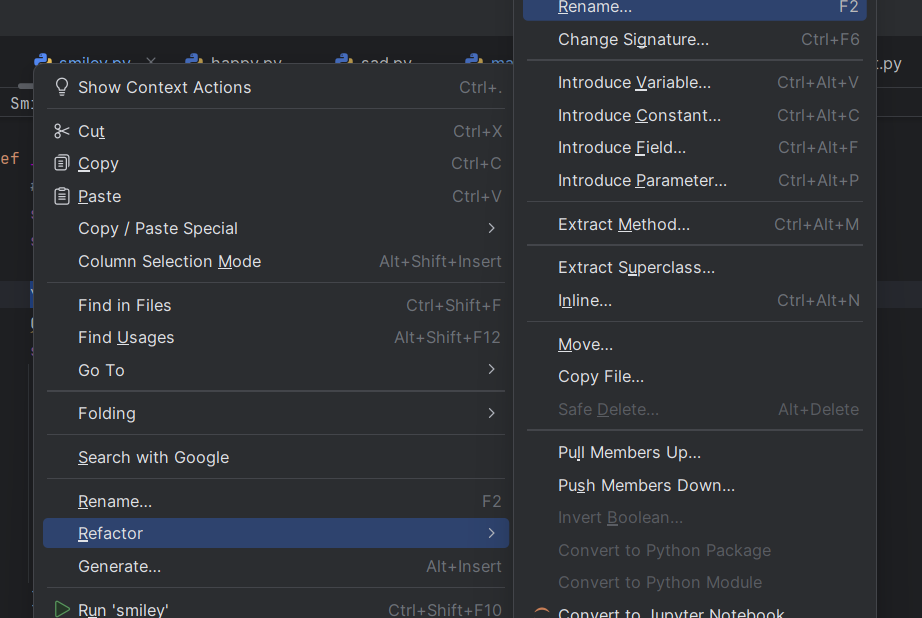 smiley.py
happy.py
sad.py
.py
ef
Show Context Actions Ctrl+.
Cut Ctrl+X
Copy Ctrl+C
Paste Ctrl+V
Copy / Paste Special
Column Selection Mode Alt+Shift+Insert
Find in Files Ctrl+Shift+F
Find Usages Alt+Shift+F12
Go To
Folding
Search with Google
Rename... F2
Refactor
Generate... Alt+Insert
Run 'smiley' Ctrl+Shift+F10
Rename... F2
Change Signature... Ctrl+F6
Introduce Variable... Ctrl+Alt+V
Introduce Constant... Ctrl+Alt+C
Introduce Field... Ctrl+Alt+F
Introduce Parameter... Ctrl+Alt+P
Extract Method... Ctrl+Alt+M
Extract Superclass...
Inline... Ctrl+Alt+N
Move...
Copy File...
Safe Delete... Alt+Delete
Pull Members Up...
Push Members Down...
Invert Boolean...
Convert to Python Package
Convert to Python Module
Convert to Jupyter Notebook